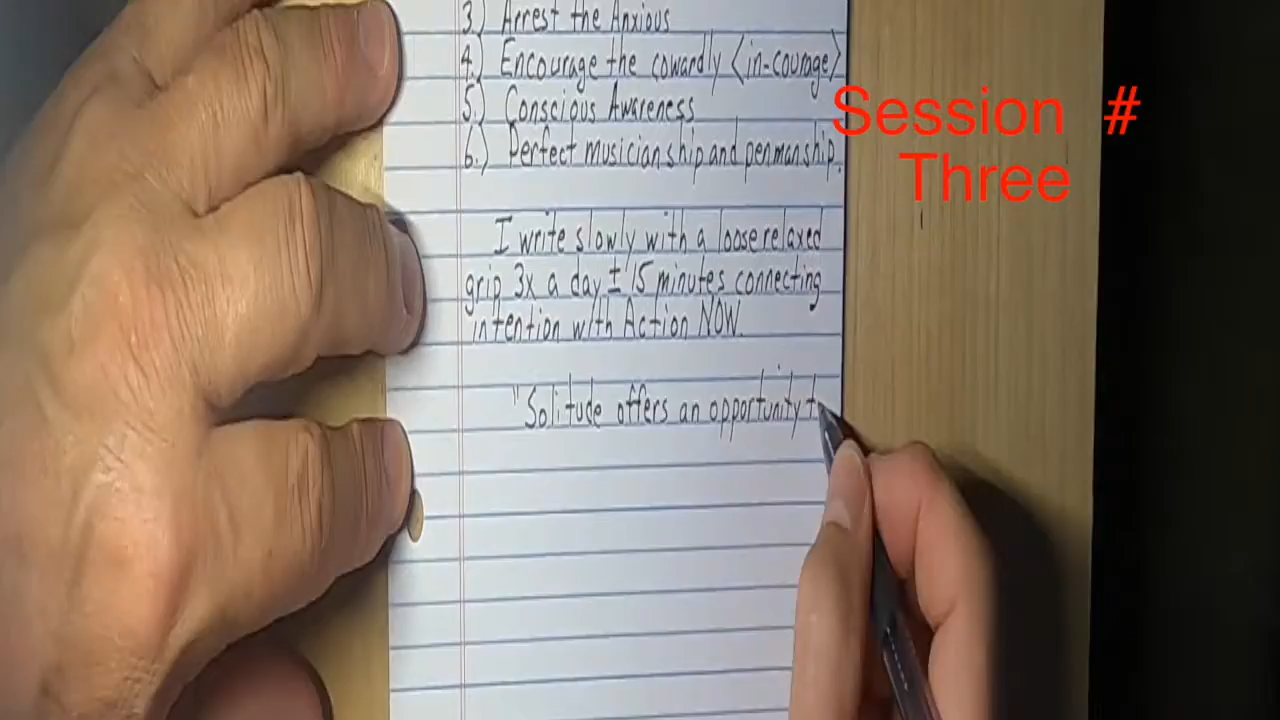 3.) Arrest the Anxious
4.) Encourage the cowardly <in-courage>
5.) Conscious Awareness
6.) Perfect musicianship and penmanship.
I write slowly with a loose relaxed
grip 3x a day ± 15 minutes connecting
intention with Action NOW.
"Solitude offers an opportunity t
Session #
Three